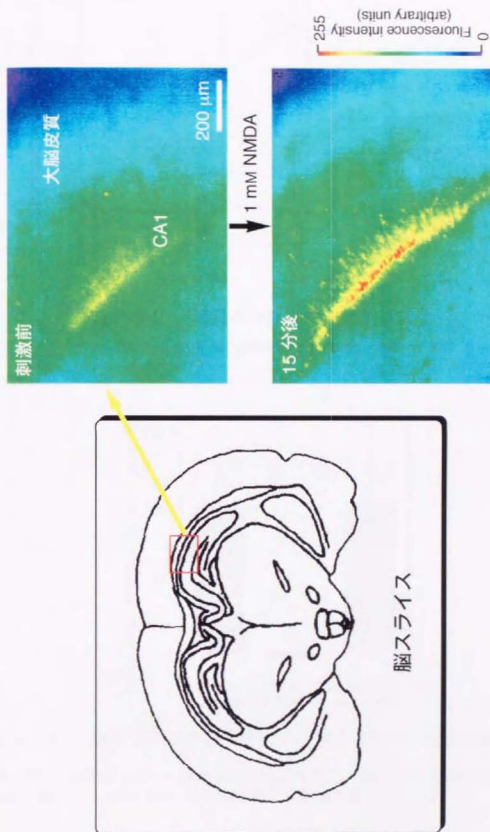 刺激前
大脳皮質
CA1
200 μm
1 mM NMDA
15 分後
255
Fluorescence intensity
(arbitrary units)
0
脳スライス